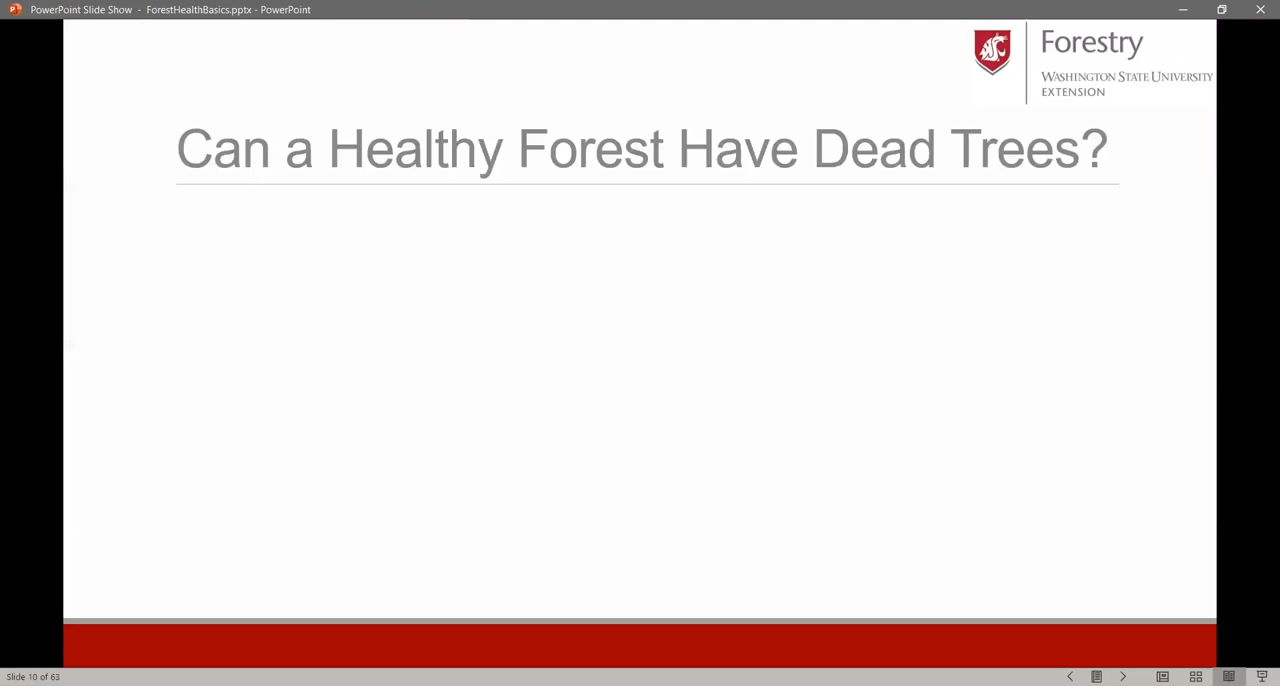 PowerPoint Slide Show - ForestHealthBasics.pptx - PowerPoint
Forestry
WASHINGTON STATE UNIVERSITY
EXTENSION
Can a Healthy Forest Have Dead Trees?
Slide 10 of 63